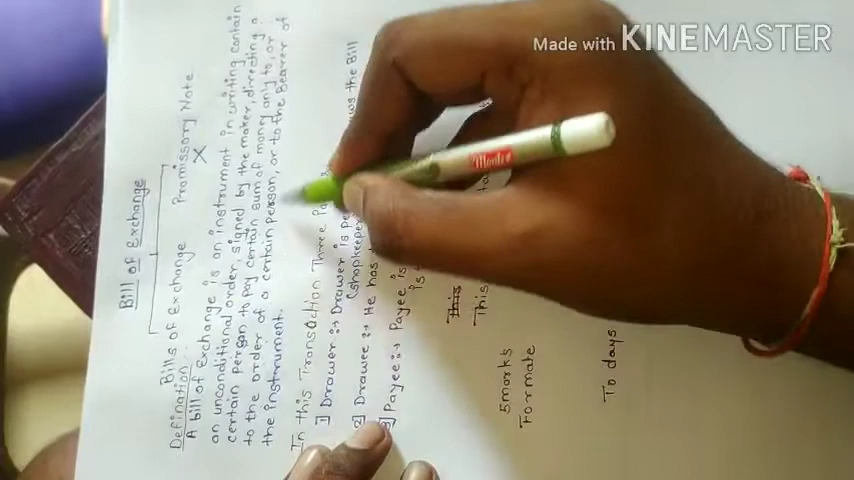 Made with KINEMASTER
Bill of Exchange
Bills of Exchange Promissory Note
X
Defination
A bill of Exchange is an instrument in writing contain
an unconditional order, signed by the maker, directing a
certain person to pay certain sum of money only to, or
to the order of a certain person, or to the Bearer of
the instrument.
In this Transaction Three Pa
1] Drawer :→ Drawer is pe ws the Bill
(shopkeeper
2] Drawee :→ He has
3] Payee :→ Payee is
is
This
This
5marks
Formate
To days
Montex